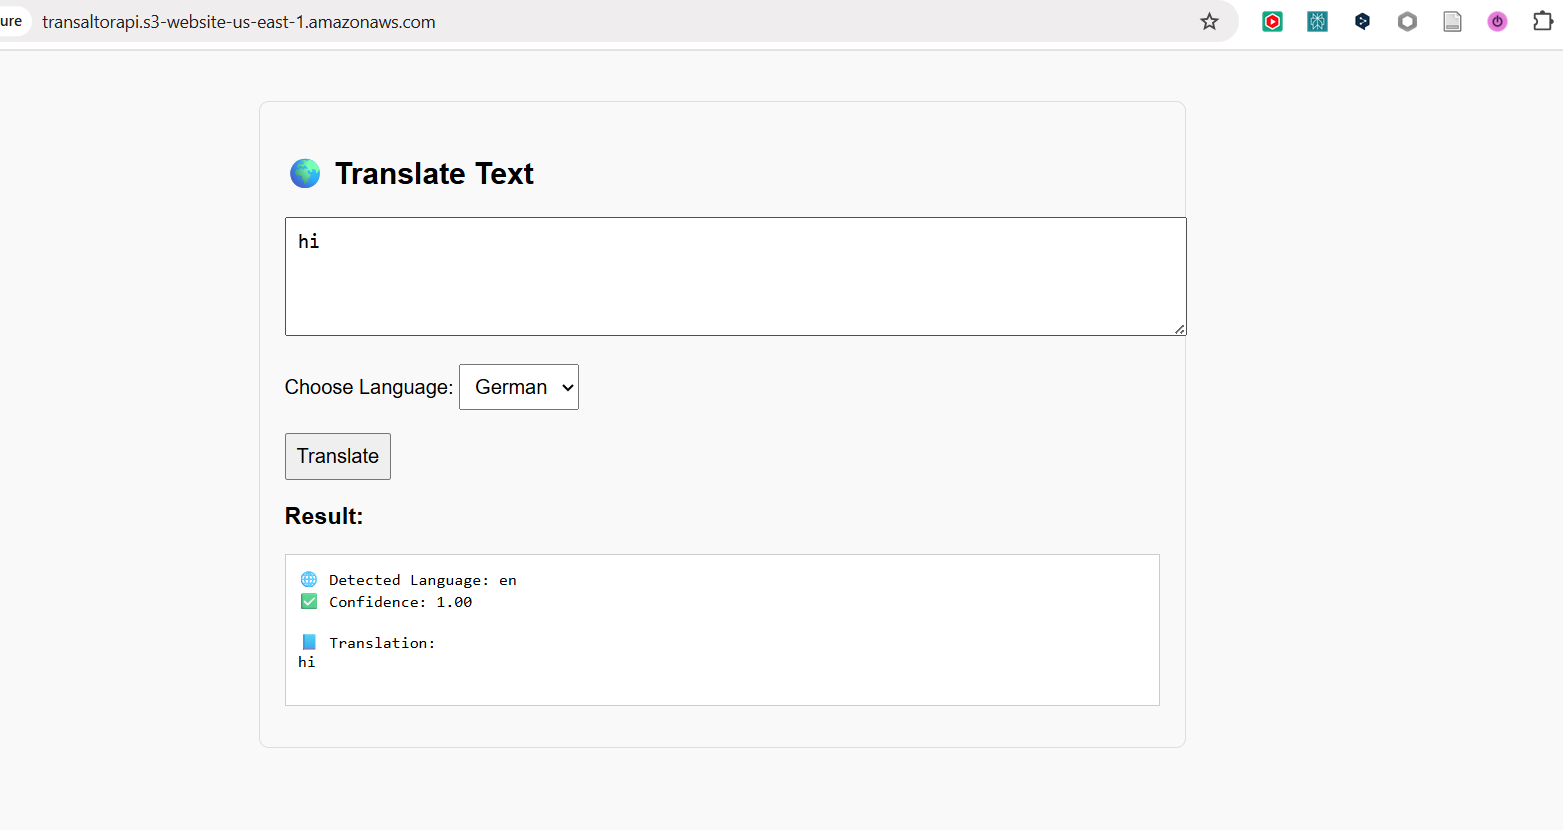 ure transaltorapi.s3-website-us-east-1.amazonaws.com
Translate Text
hi
Choose Language: German
Translate
Result:
Detected Language: en
Confidence: 1.00
Translation:
hi